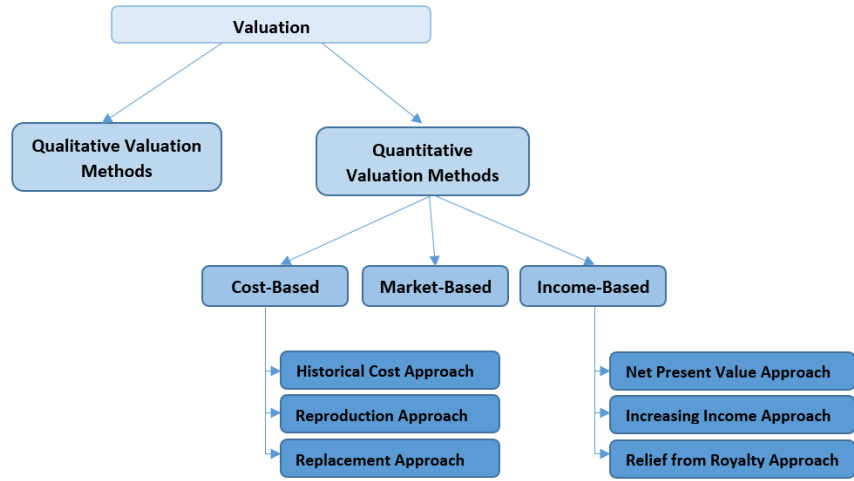 Valuation
Qualitative Valuation
Methods
Quantitative
Valuation Methods
Cost-Based
Market-Based
Income-Based
Historical Cost Approach
Reproduction Approach
Replacement Approach
Net Present Value Approach
Increasing Income Approach
Relief from Royalty Approach